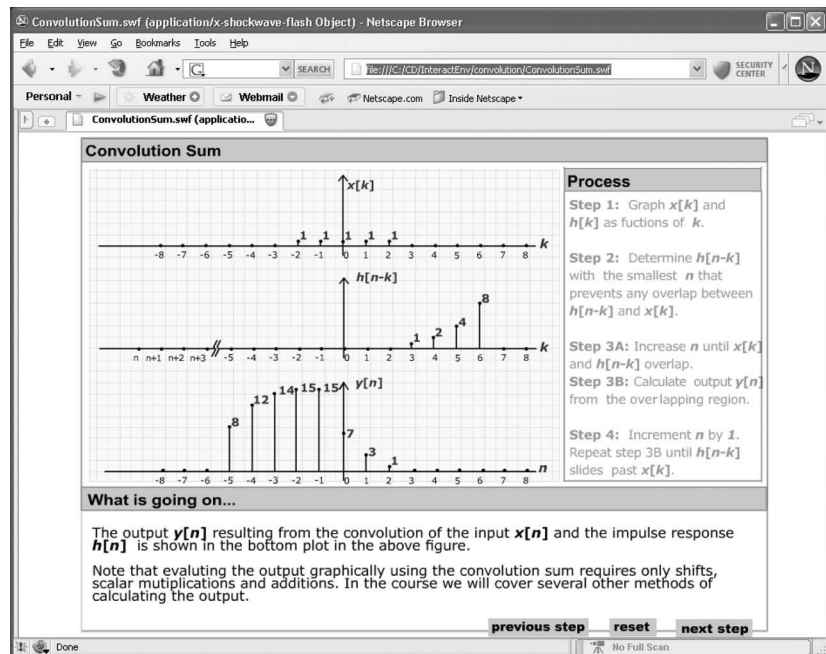 ConvolutionSum.swf (application/x-shockwave-flash Object) - Netscape Browser
File Edit View Go Bookmarks Tools Help
G SEARCH file:///C:/CD/InteractEnv/convolution/ConvolutionSum.swf SECURITY CENTER N
Personal Weather Webmail Netscape.com Inside Netscape
ConvolutionSum.swf (applicatio...
Convolution Sum
x[k]
1 1 1 1 1
k
-8 -7 -6 -5 -4 -3 -2 -1 0 1 2 3 4 5 6 7 8
h[n-k]
1 2 4 8
k
n n+1 n+2 n+3 -5 -4 -3 -2 -1 0 1 2 3 4 5 6 7 8
y[n]
8 12 14 15 15 7 3 1
n
-8 -7 -6 -5 -4 -3 -2 -1 0 1 2 3 4 5 6 7 8
Process
Step 1: Graph x[k] and
h[k] as fuctions of k.
Step 2: Determine h[n-k]
with the smallest n that
prevents any overlap between
h[n-k] and x[k].
Step 3A: Increase n until x[k]
and h[n-k] overlap.
Step 3B: Calculate output y[n]
from the overlapping region.
Step 4: Increment n by 1.
Repeat step 3B until h[n-k]
slides past x[k].
What is going on...
The output y[n] resulting from the convolution of the input x[n] and the impulse response
h[n] is shown in the bottom plot in the above figure.
Note that evaluting the output graphically using the convolution sum requires only shifts,
scalar mutiplications and additions. In the course we will cover several other methods of
calculating the output.
previous step reset next step
Done No Full Scan